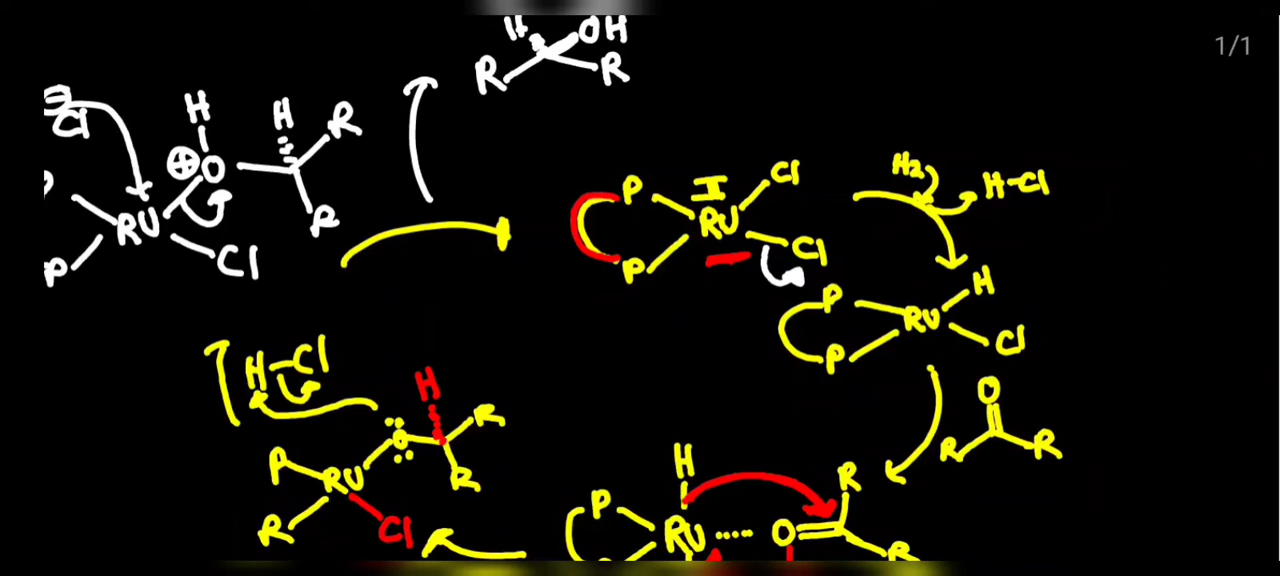 H OH
R R
1/1
Cl
H H R
⊕ O
P RU R
P Cl
P I Cl
RU
P Cl
H2 H-Cl
P H
RU
P Cl
O
R R
H-Cl
H
P O R
RU R
R Cl
H R
P
RU O
R